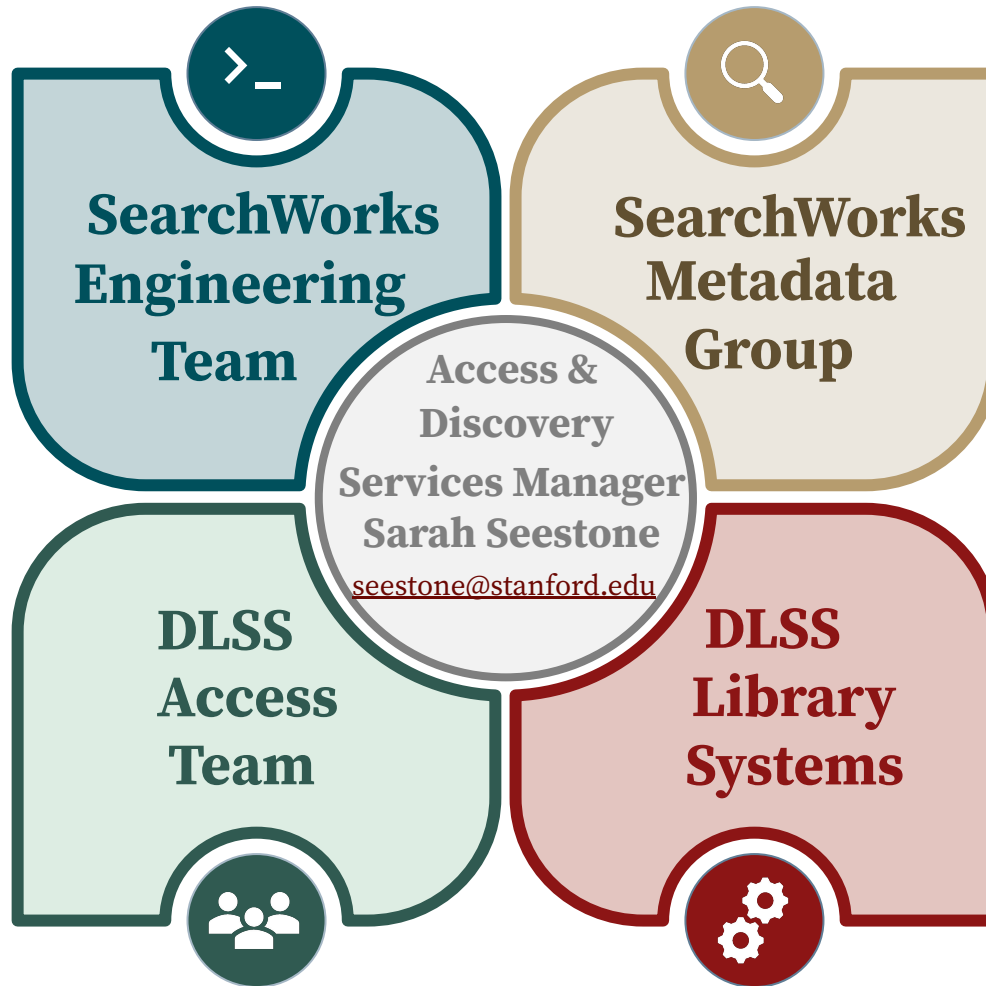 SearchWorks
Engineering
Team
SearchWorks
Metadata
Group
Access &
Discovery
Services Manager
Sarah Seestone
seestone@stanford.edu
DLSS
Access
Team
DLSS
Library
Systems